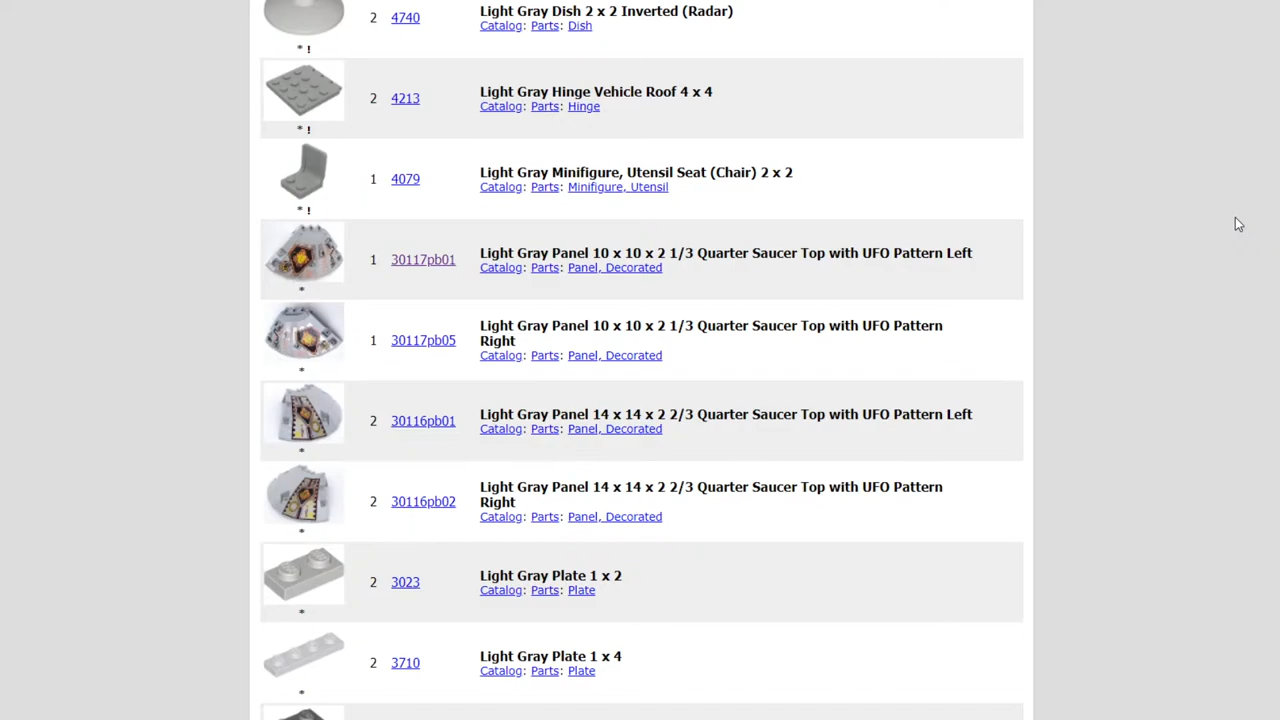 2 4740 Light Gray Dish 2 x 2 Inverted (Radar)
Catalog: Parts: Dish
* !
2 4213 Light Gray Hinge Vehicle Roof 4 x 4
Catalog: Parts: Hinge
* !
1 4079 Light Gray Minifigure, Utensil Seat (Chair) 2 x 2
Catalog: Parts: Minifigure, Utensil
* !
1 30117pb01 Light Gray Panel 10 x 10 x 2 1/3 Quarter Saucer Top with UFO Pattern Left
Catalog: Parts: Panel, Decorated
*
1 30117pb05 Light Gray Panel 10 x 10 x 2 1/3 Quarter Saucer Top with UFO Pattern
Right
Catalog: Parts: Panel, Decorated
*
2 30116pb01 Light Gray Panel 14 x 14 x 2 2/3 Quarter Saucer Top with UFO Pattern Left
Catalog: Parts: Panel, Decorated
*
2 30116pb02 Light Gray Panel 14 x 14 x 2 2/3 Quarter Saucer Top with UFO Pattern
Right
Catalog: Parts: Panel, Decorated
*
2 3023 Light Gray Plate 1 x 2
Catalog: Parts: Plate
*
2 3710 Light Gray Plate 1 x 4
Catalog: Parts: Plate
*